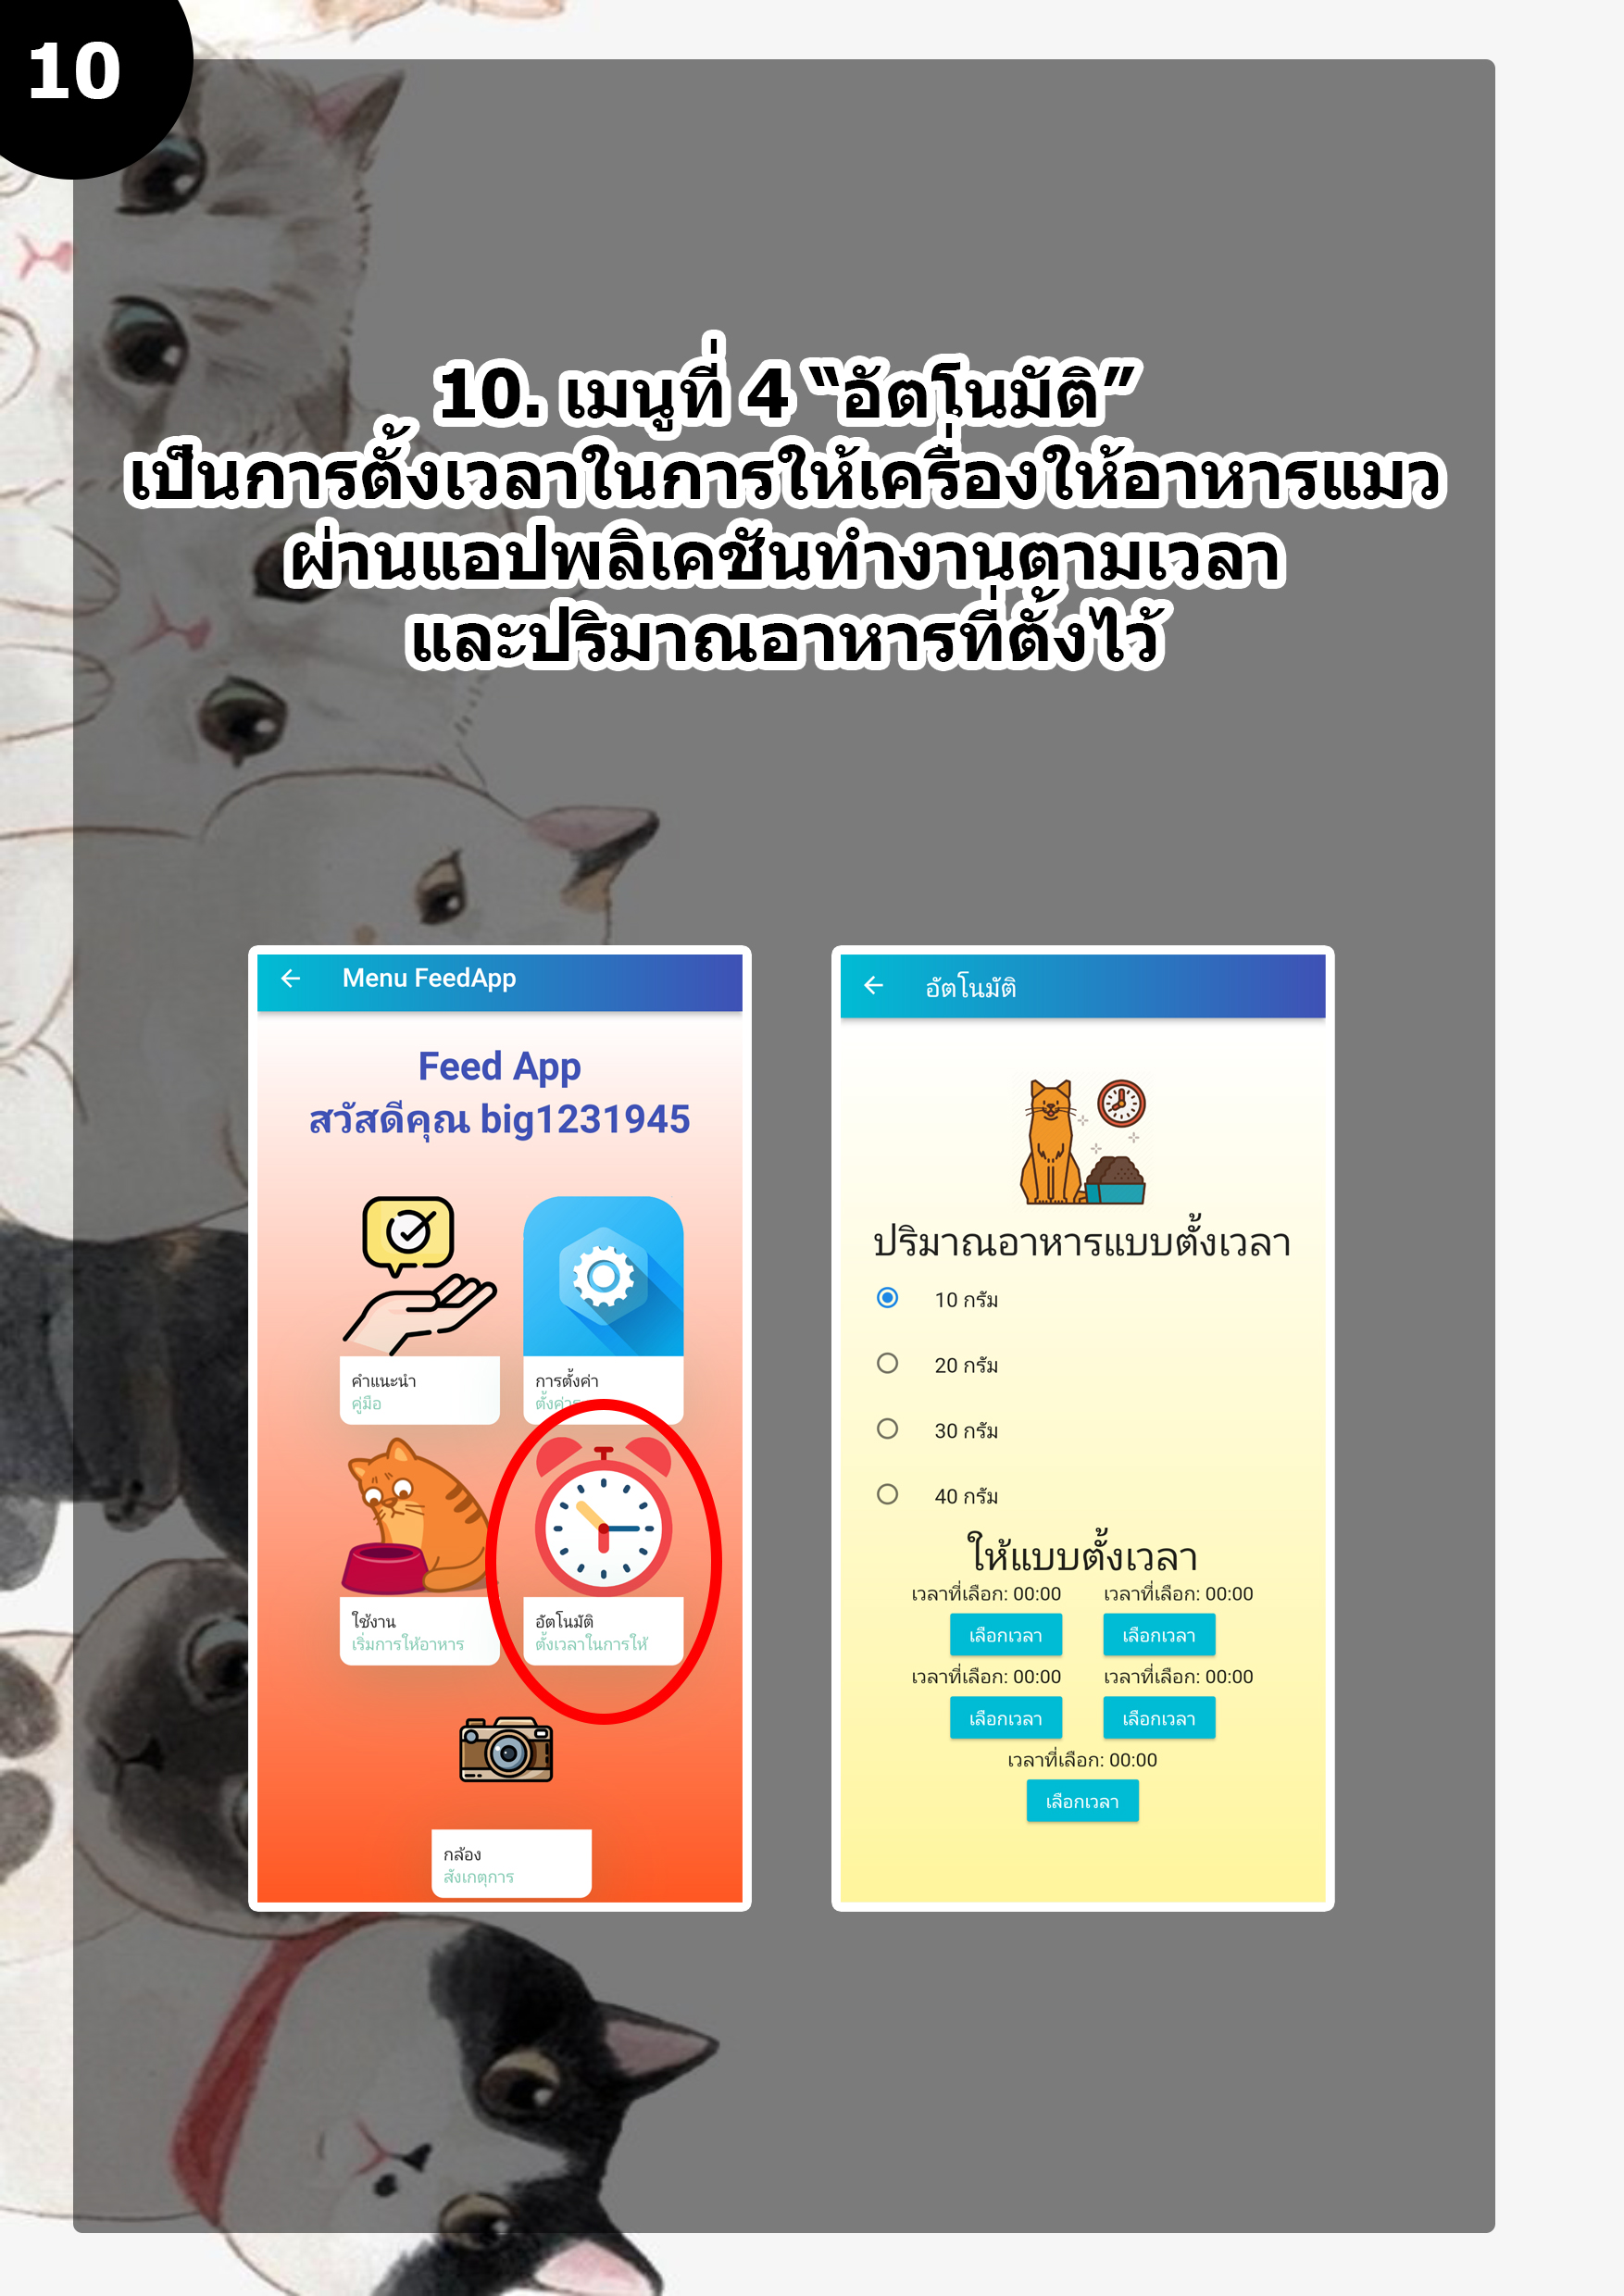 10
10. เมนูที่ 4 “อัตโนมัติ”
เป็นการตั้งเวลาในการให้เครื่องให้อาหารแมว
ผ่านแอปพลิเคชันทำงานตามเวลา
และปริมาณอาหารที่ตั้งไว้
Menu FeedApp
Feed App
สวัสดีคุณ big1231945
คำแนะนำ
คู่มือ
การตั้งค่า
ใช้งาน
เริ่มการให้อาหาร
อัตโนมัติ
ตั้งเวลาในการให้
กล้อง
สังเกตุการ
อัตโนมัติ
ปริมาณอาหารแบบตั้งเวลา
10 กรัม
20 กรัม
30 กรัม
40 กรัม
ให้แบบตั้งเวลา
เวลาที่เลือก: 00:00 เวลาที่เลือก: 00:00
เลือกเวลา เลือกเวลา
เวลาที่เลือก: 00:00 เวลาที่เลือก: 00:00
เลือกเวลา เลือกเวลา
เวลาที่เลือก: 00:00
เลือกเวลา